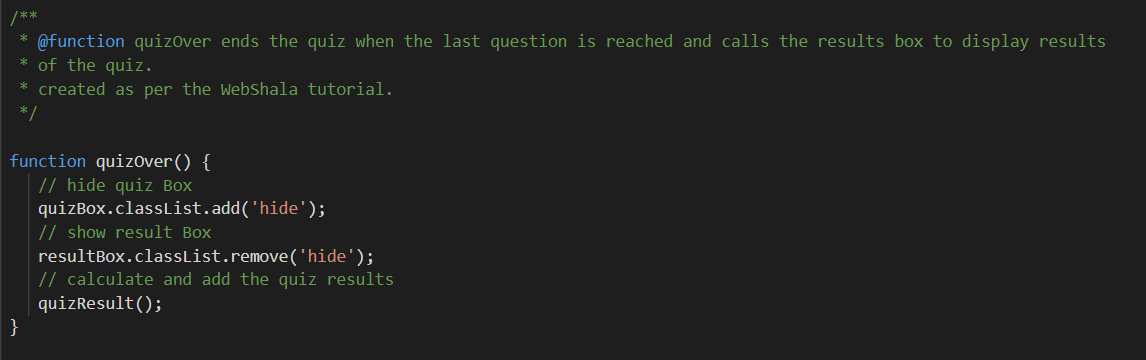 /**
 * @function quizOver ends the quiz when the last question is reached and calls the results box to display results
 * of the quiz.
 * created as per the WebShala tutorial.
 */
function quizOver() {
   // hide quiz Box
   quizBox.classList.add('hide');
   // show result Box
   resultBox.classList.remove('hide');
   // calculate and add the quiz results
   quizResult();
}